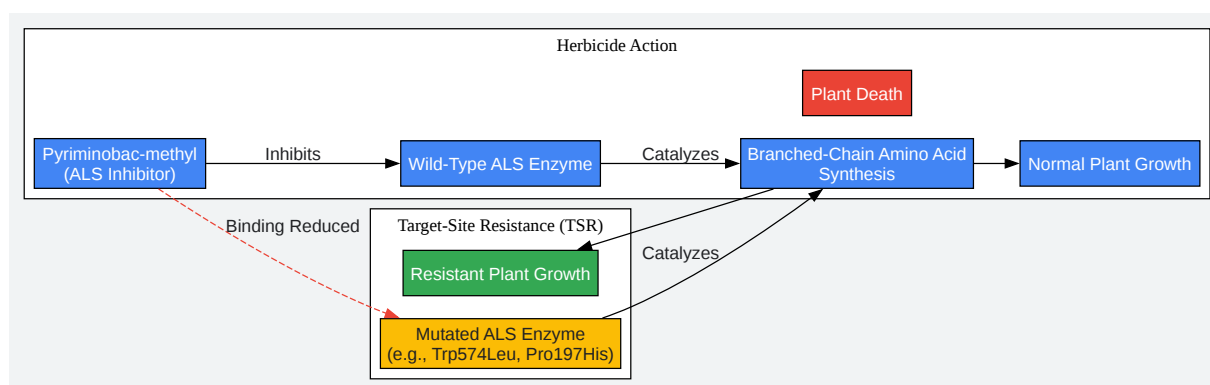 Herbicide Action
Plant Death
Pyriminobac-methyl
(ALS Inhibitor)
Inhibits
Wild-Type ALS Enzyme
Catalyzes
Branched-Chain Amino Acid
Synthesis
Normal Plant Growth
Binding Reduced
Target-Site Resistance (TSR)
Catalyzes
Resistant Plant Growth
Mutated ALS Enzyme
(e.g., Trp574Leu, Pro197His)